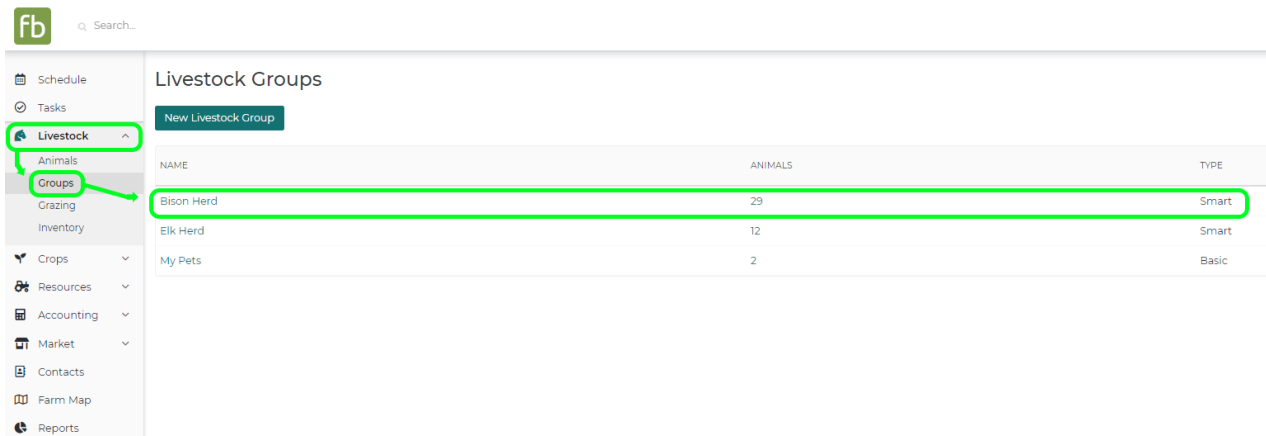 fb
Search...
Schedule
Tasks
Livestock
Animals
Groups
Grazing
Inventory
Crops
Resources
Accounting
Market
Contacts
Farm Map
Reports
Livestock Groups
New Livestock Group
NAME ANIMALS TYPE
Bison Herd 29 Smart
Elk Herd 12 Smart
My Pets 2 Basic